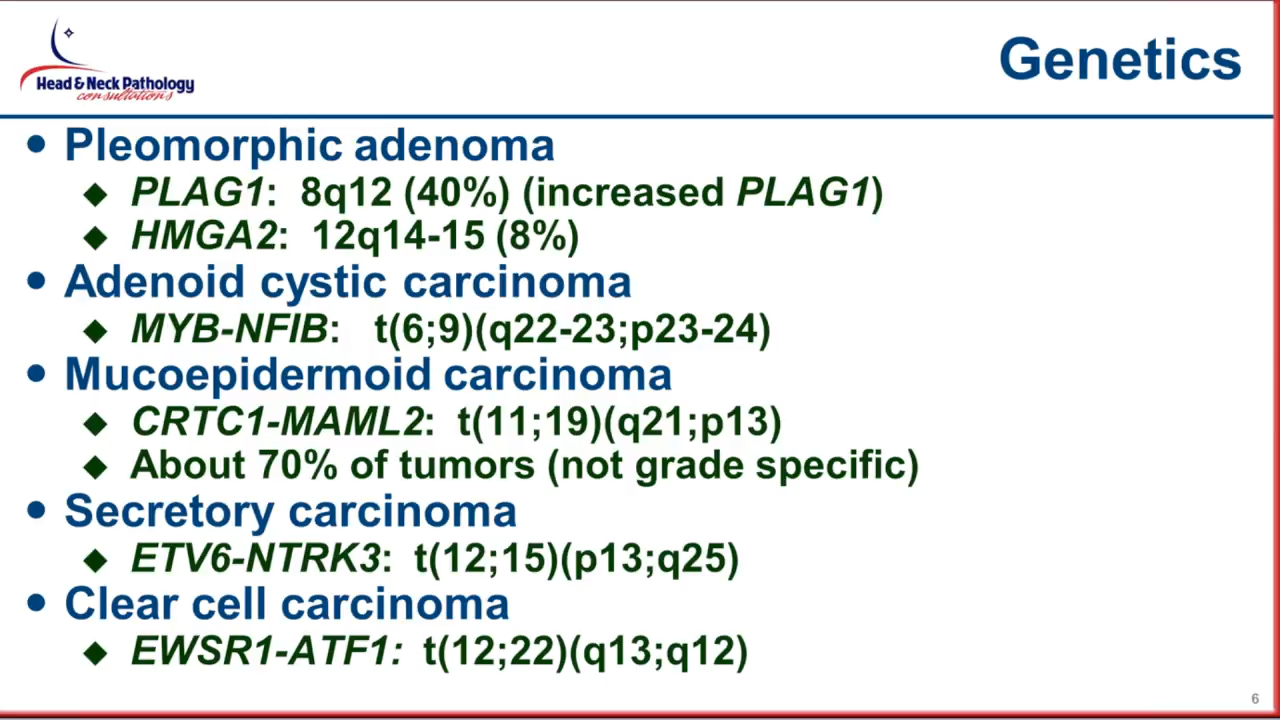 Head & Neck Pathology
consultations
Genetics
• Pleomorphic adenoma
◆ PLAG1: 8q12 (40%) (increased PLAG1)
◆ HMGA2: 12q14-15 (8%)
• Adenoid cystic carcinoma
◆ MYB-NFIB: t(6;9)(q22-23;p23-24)
• Mucoepidermoid carcinoma
◆ CRTC1-MAML2: t(11;19)(q21;p13)
◆ About 70% of tumors (not grade specific)
• Secretory carcinoma
◆ ETV6-NTRK3: t(12;15)(p13;q25)
• Clear cell carcinoma
◆ EWSR1-ATF1: t(12;22)(q13;q12)
6